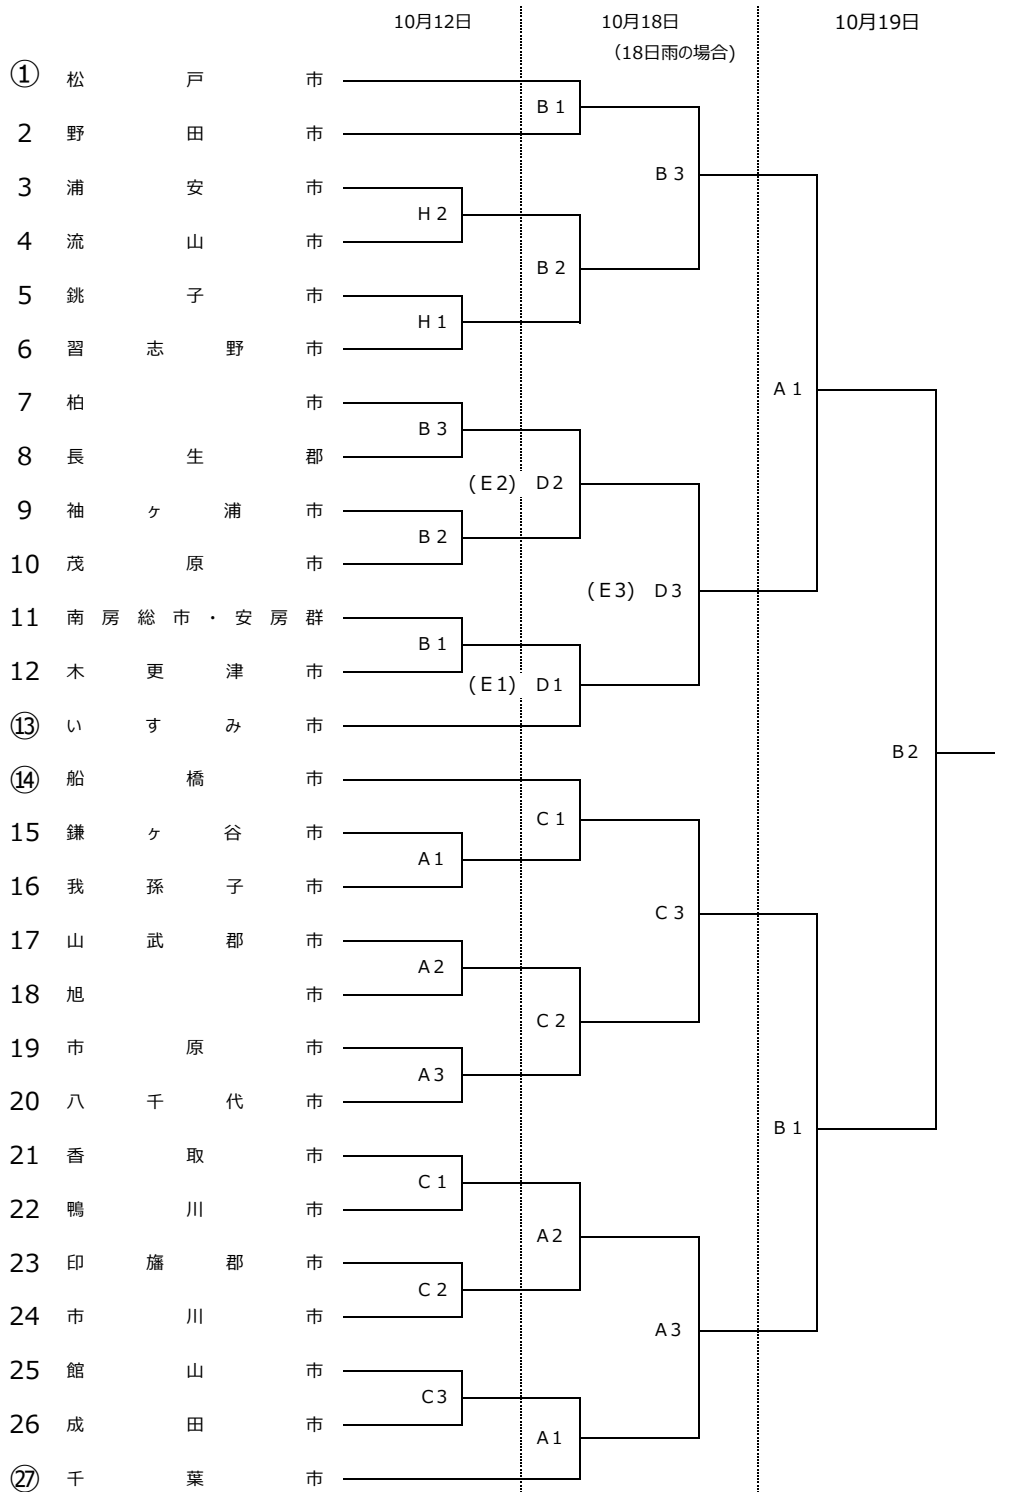 10月12日 10月18日 10月19日
(18日雨の場合)
① 松戸市
B1
2 野田市
B3
3 浦安市
H2
4 流山市
B2
5 銚子市
H1
6 習志野市
A1
7 柏市
B3
8 長生郡
(E2) D2
9 袖ヶ浦市
B2
10 茂原市
(E3) D3
11 南房総市・安房群
B1
12 木更津市
(E1) D1
⑬ いすみ市
B2
⑭ 船橋市
C1
15 鎌ヶ谷市
A1
16 我孫子市
C3
17 山武郡市
A2
18 旭市
C2
19 市原市
A3
20 八千代市
B1
21 香取市
C1
22 鴨川市
A2
23 印旛郡市
C2
24 市川市
A3
25 館山市
C3
26 成田市
A1
㉗ 千葉市